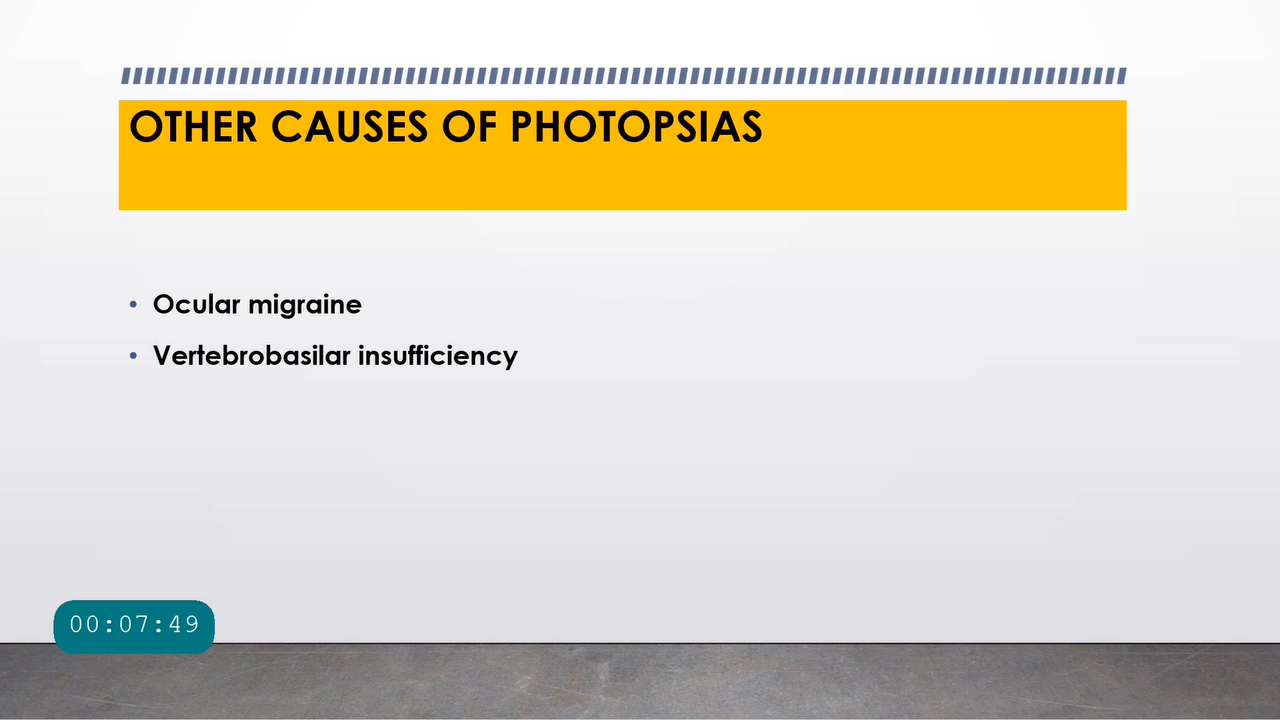 OTHER CAUSES OF PHOTOPSIAS
• Ocular migraine
• Vertebrobasilar insufficiency
00:07:49